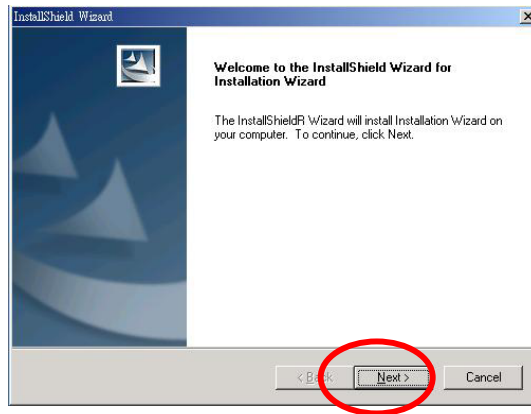 InstallShield Wizard
Welcome to the InstallShield Wizard for
Installation Wizard
The InstallShieldR Wizard will install Installation Wizard on
your computer. To continue, click Next.
< Back Next > Cancel